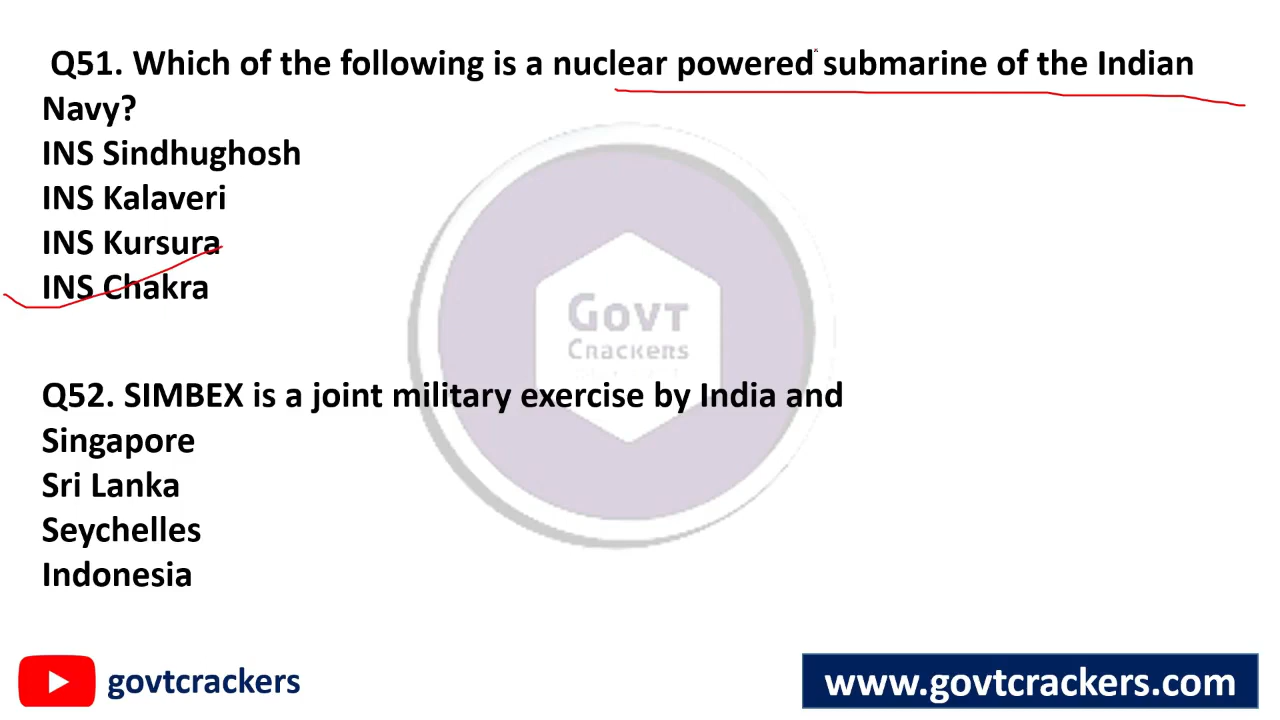 Q51. Which of the following is a nuclear powered submarine of the Indian
Navy?
INS Sindhughosh
INS Kalaveri
INS Kursura
INS Chakra
GOVT
CRACKERS
Q52. SIMBEX is a joint military exercise by India and
Singapore
Sri Lanka
Seychelles
Indonesia
govtcrackers
www.govtcrackers.com